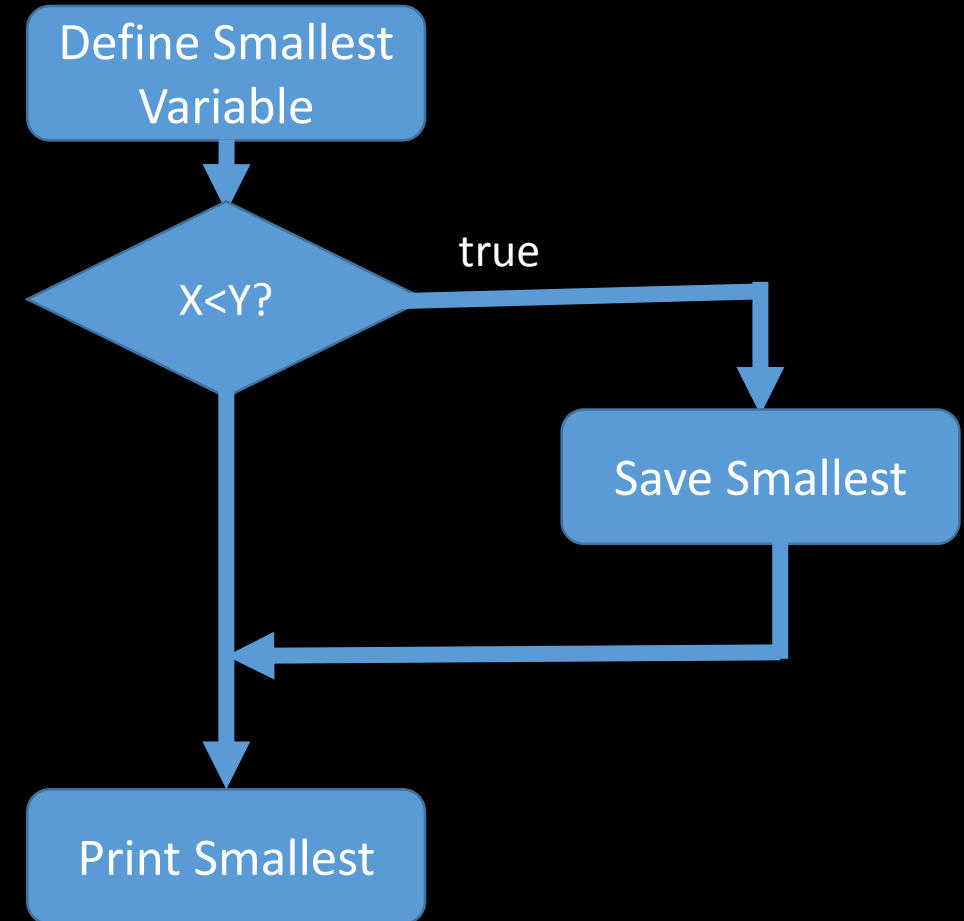 Define Smallest
Variable
true
X<Y?
Save Smallest
Print Smallest